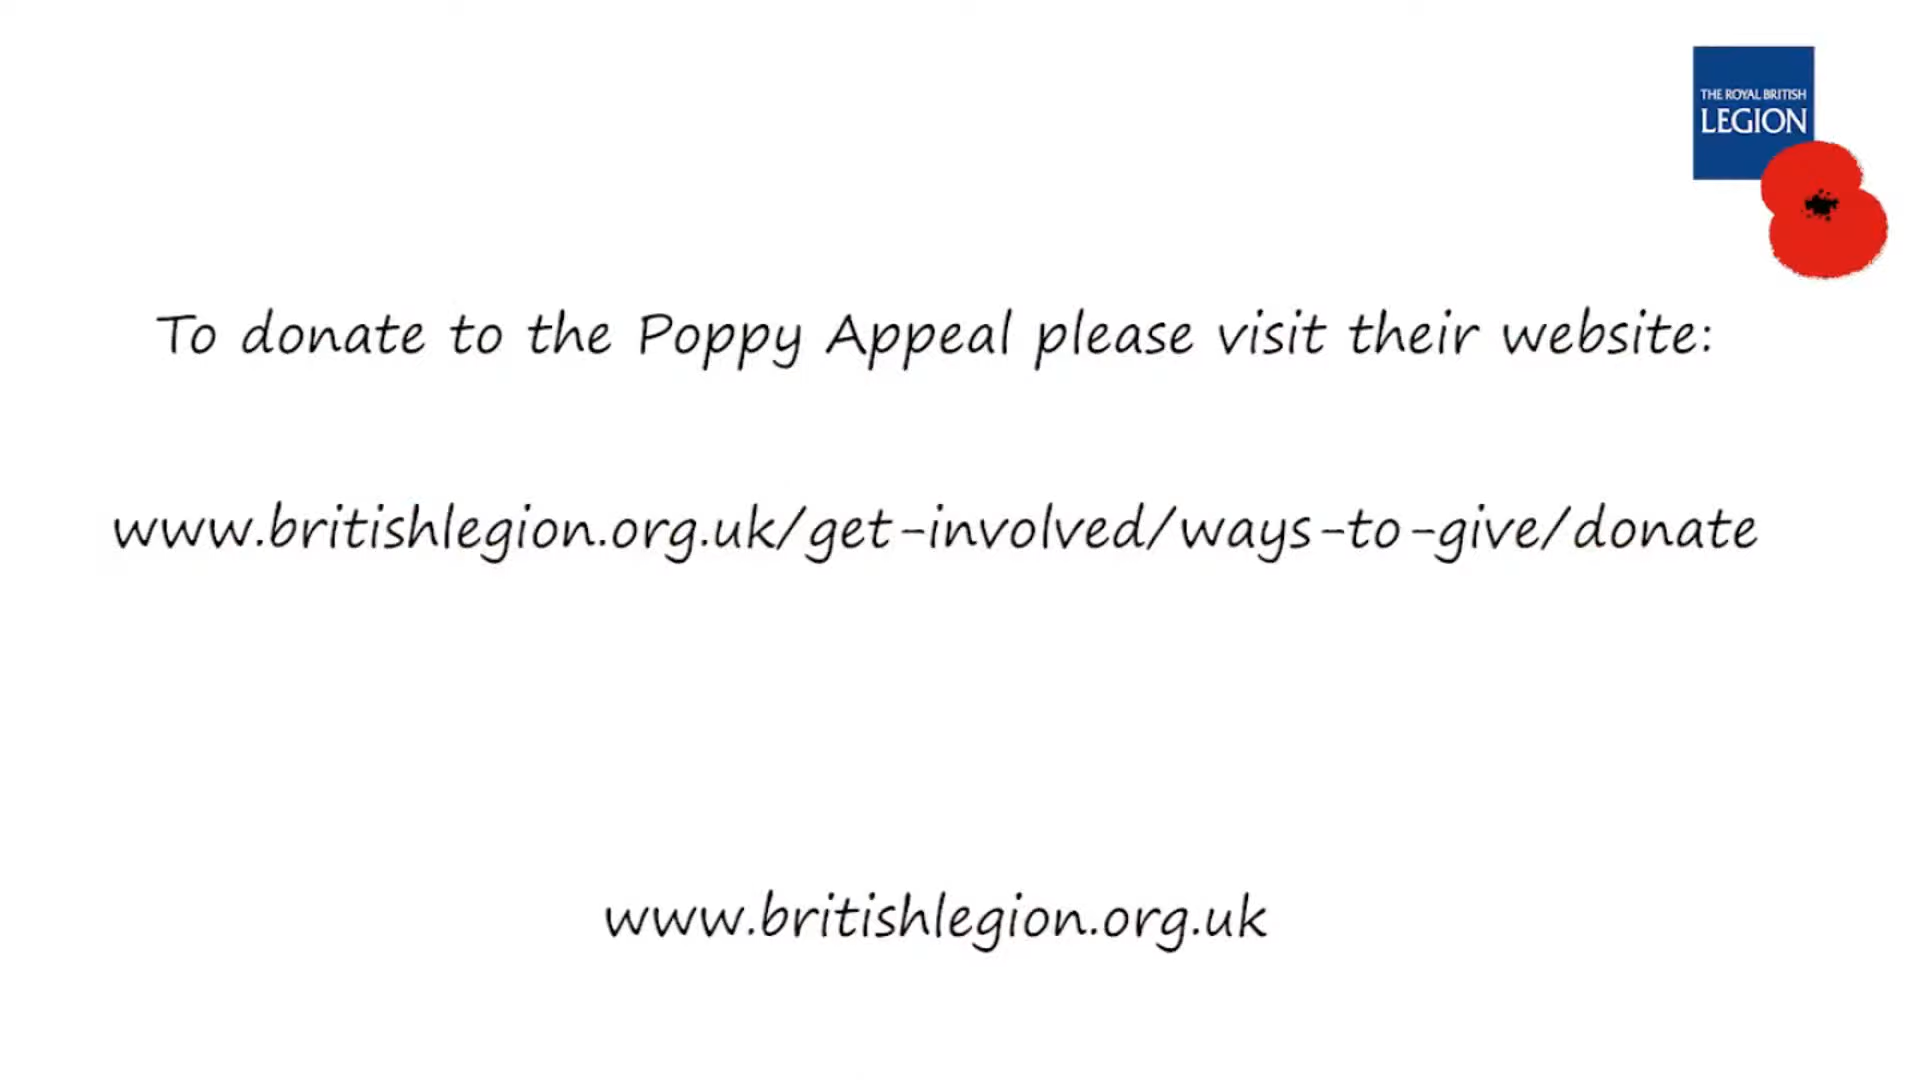 THE ROYAL BRITISH
LEGION
To donate to the Poppy Appeal please visit their website:
www.britishlegion.org.uk/get-involved/ways-to-give/donate
www.britishlegion.org.uk